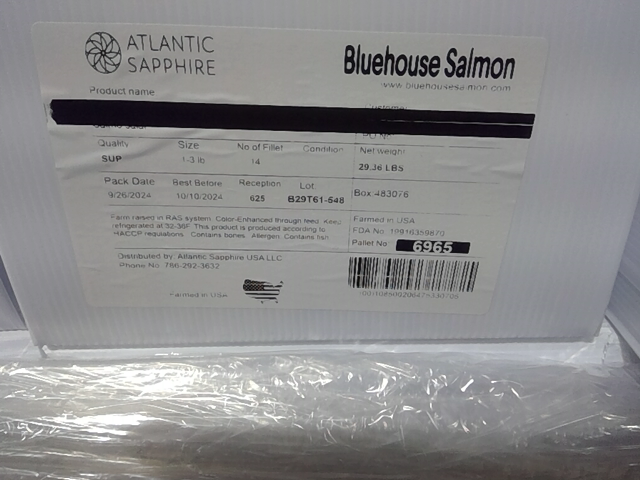 ATLANTIC
SAPPHIRE
Bluehouse Salmon
www.bluehousesalmon.com
Product name
Customer
Quality Size No of Fillet Condition Net weight
SUP 1-3 lb 14 29.36 LBS
Pack Date Best Before Reception Lot
9/26/2024 10/10/2024 625 B29T61-548 Box 483076
Farm raised in RAS system. Color-Enhanced through feed. Keep
refrigerated at 32-36F. This product is produced according to
HACCP regulations. Contains bones. Allergen: Contains fish
Farmed in USA
FDA No. 10916359870
Pallet No 6965
Distributed by: Atlantic Sapphire USA LLC
Phone No: 786-292-3632
Farmed in USA